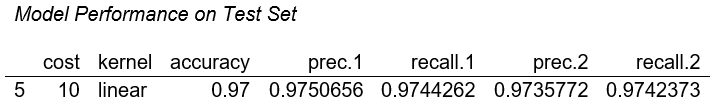 Model Performance on Test Set
cost kernel accuracy prec.1 recall.1 prec.2 recall.2
5 10 linear 0.97 0.9750656 0.9744262 0.9735772 0.9742373